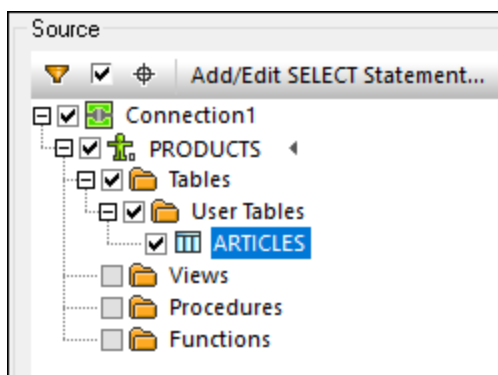 Source
Add/Edit SELECT Statement...
Connection1
PRODUCTS
Tables
User Tables
ARTICLES
Views
Procedures
Functions